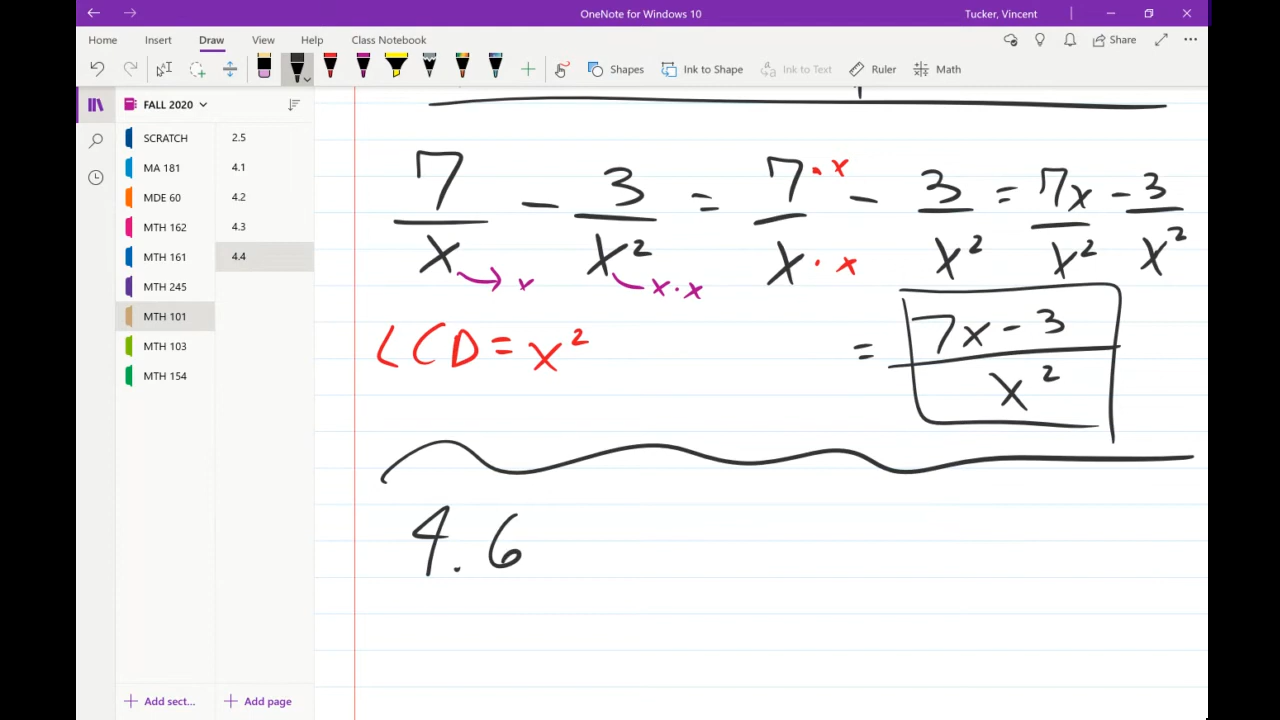 OneNote for Windows 10
Tucker, Vincent
Home Insert Draw View Help Class Notebook
Share
Shapes Ink to Shape Ink to Text Ruler Math
FALL 2020
SCRATCH
MA 181
MDE 60
MTH 162
MTH 161
MTH 245
MTH 101
MTH 103
MTH 154
Add sect...
2.5
4.1
4.2
4.3
4.4
Add page
7/x - 3/x² = 7·x/x·x - 3/x² = 7x/x² - 3/x²
x x·x
LCD = x²
= 7x-3/x²
4.6